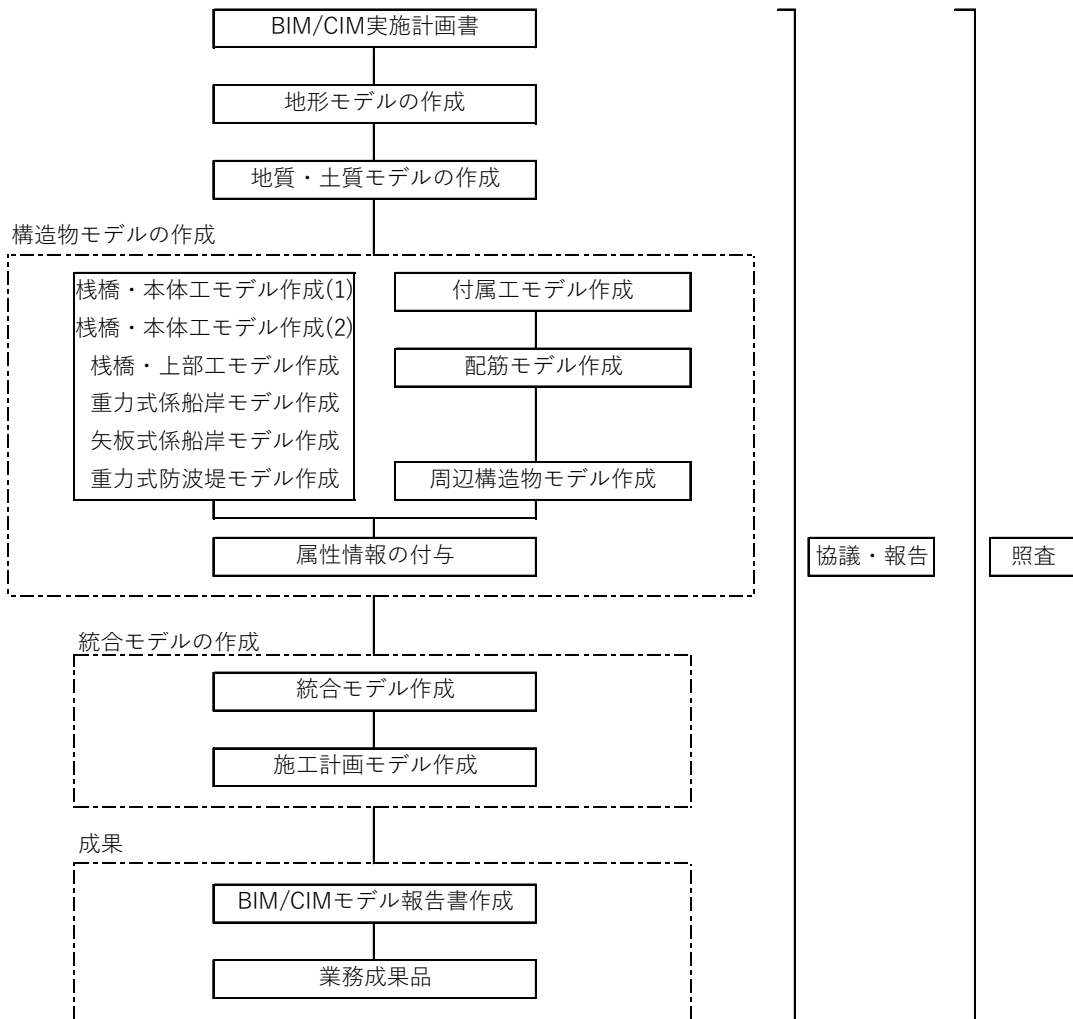 BIM/CIM実施計画書
地形モデルの作成
地質・土質モデルの作成
構造物モデルの作成
桟橋・本体工モデル作成(1)
桟橋・本体工モデル作成(2)
桟橋・上部工モデル作成
重力式係船岸モデル作成
矢板式係船岸モデル作成
重力式防波堤モデル作成
付属工モデル作成
配筋モデル作成
周辺構造物モデル作成
属性情報の付与
協議・報告
照査
統合モデルの作成
統合モデル作成
施工計画モデル作成
成果
BIM/CIMモデル報告書作成
業務成果品